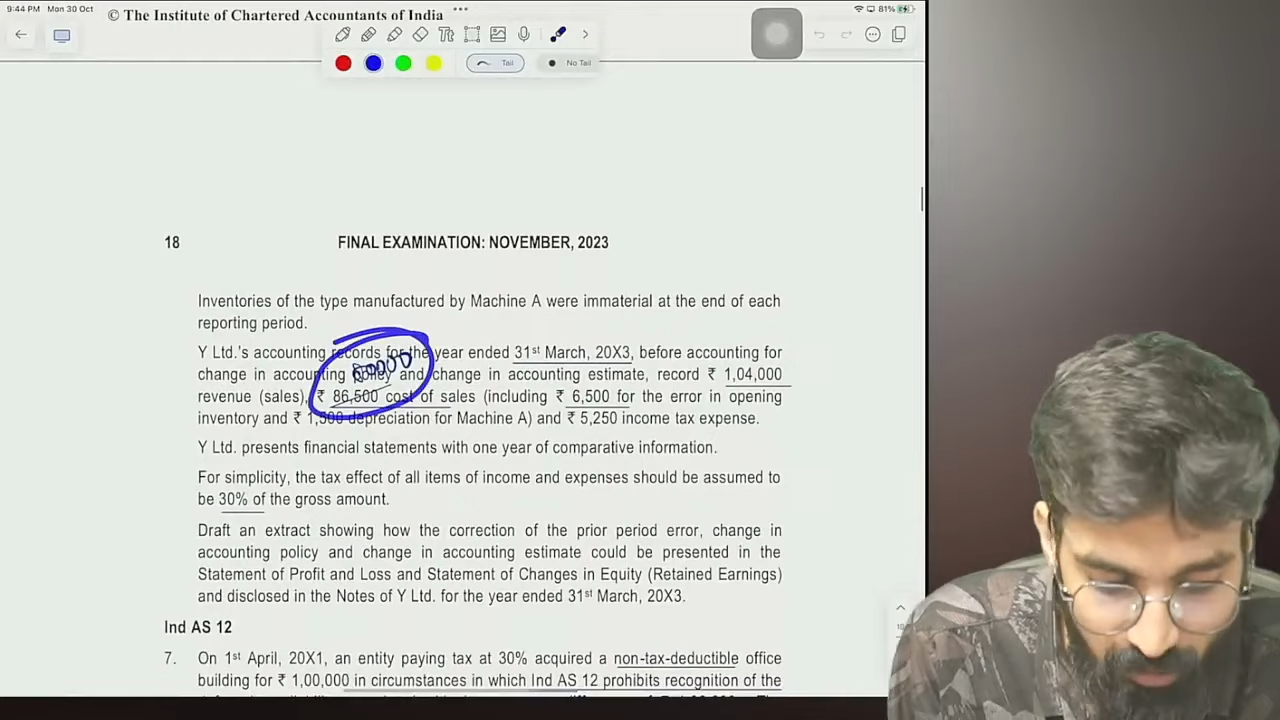 9:44 PM Mon 30 Oct
© The Institute of Chartered Accountants of India
81%
Tail
No Tail
18
FINAL EXAMINATION: NOVEMBER, 2023
Inventories of the type manufactured by Machine A were immaterial at the end of each
reporting period.
Y Ltd.'s accounting records for the year ended 31st March, 20X3, before accounting for
change in accounting policy and change in accounting estimate, record ₹ 1,04,000
revenue (sales), ₹ 86,500 cost of sales (including ₹ 6,500 for the error in opening
inventory and ₹ 1,500 depreciation for Machine A) and ₹ 5,250 income tax expense.
Y Ltd. presents financial statements with one year of comparative information.
For simplicity, the tax effect of all items of income and expenses should be assumed to
be 30% of the gross amount.
Draft an extract showing how the correction of the prior period error, change in
accounting policy and change in accounting estimate could be presented in the
Statement of Profit and Loss and Statement of Changes in Equity (Retained Earnings)
and disclosed in the Notes of Y Ltd. for the year ended 31st March, 20X3.
Ind AS 12
7. On 1st April, 20X1, an entity paying tax at 30% acquired a non-tax-deductible office
building for ₹ 1,00,000 in circumstances in which Ind AS 12 prohibits recognition of the